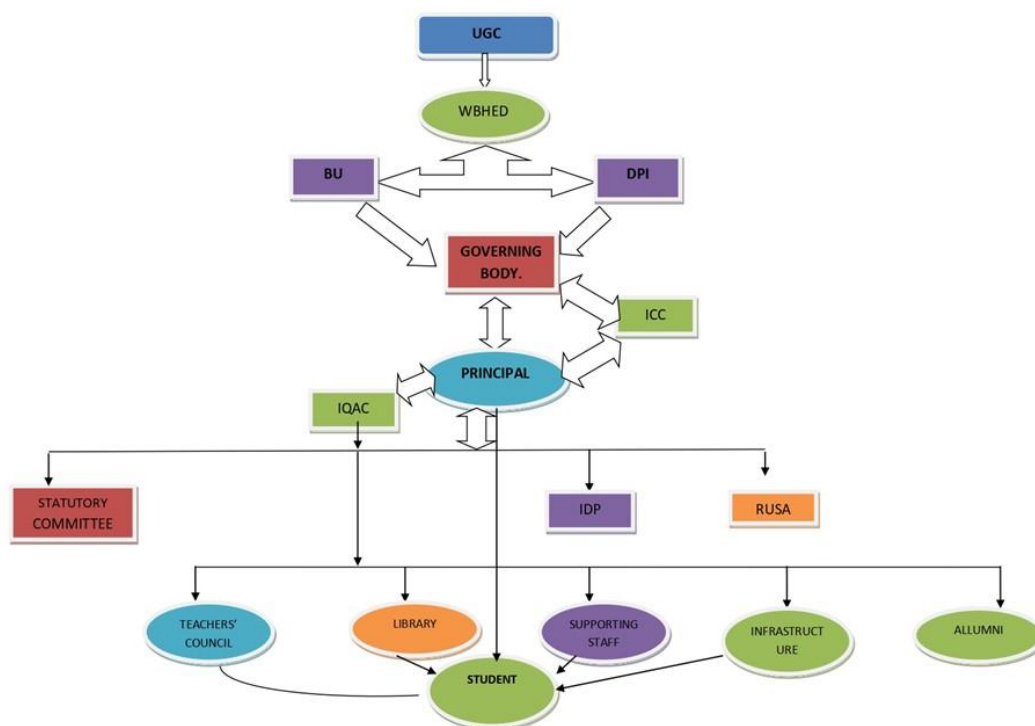 UGC
WBHED
BU
DPI
GOVERNING
BODY.
ICC
PRINCIPAL
IQAC
STATUTORY
COMMITTEE
IDP
RUSA
TEACHERS'
COUNCIL
LIBRARY
SUPPORTING
STAFF
INFRASTRUCT
URE
ALLUMNI
STUDENT